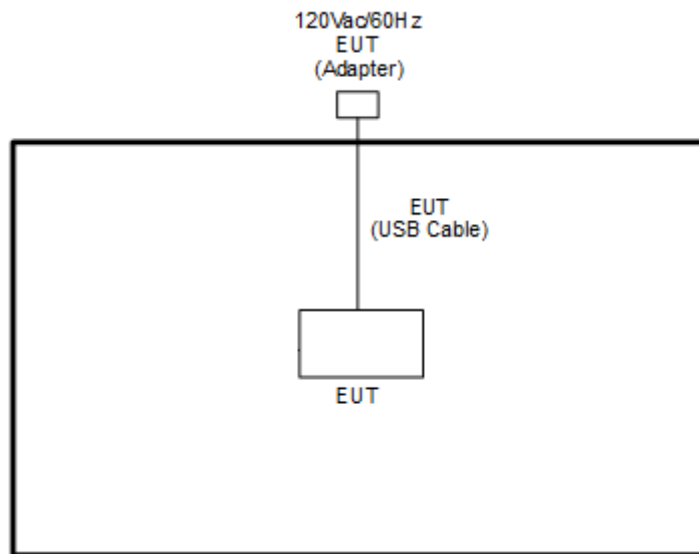 120Vac/60Hz
EUT
(Adapter)
EUT
(USB Cable)
EUT